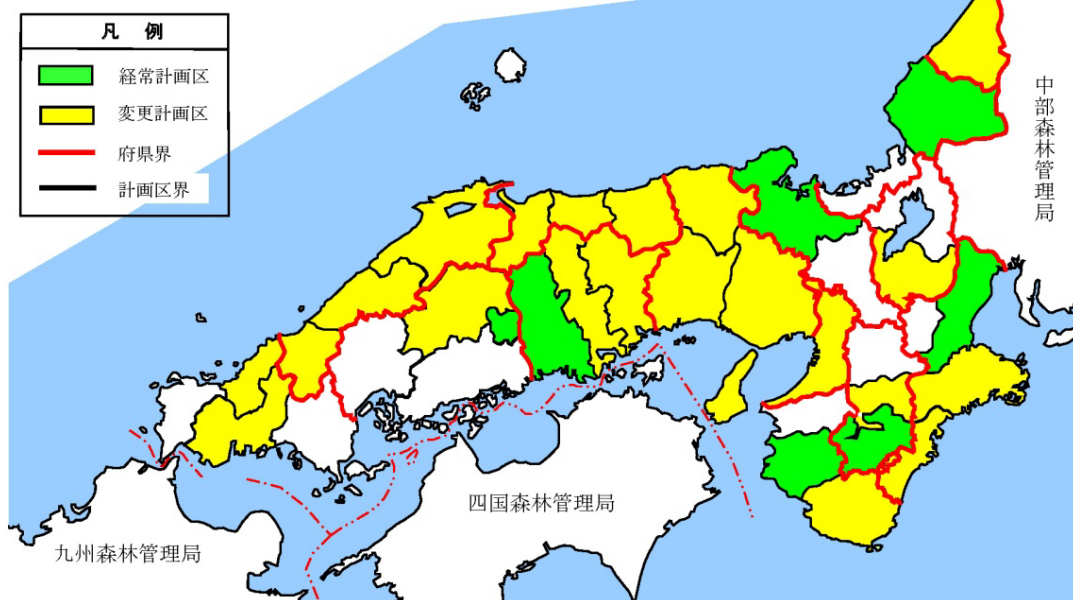 凡 例
経常計画区
変更計画区
府県界
計画区界
中部森林管理局
四国森林管理局
九州森林管理局